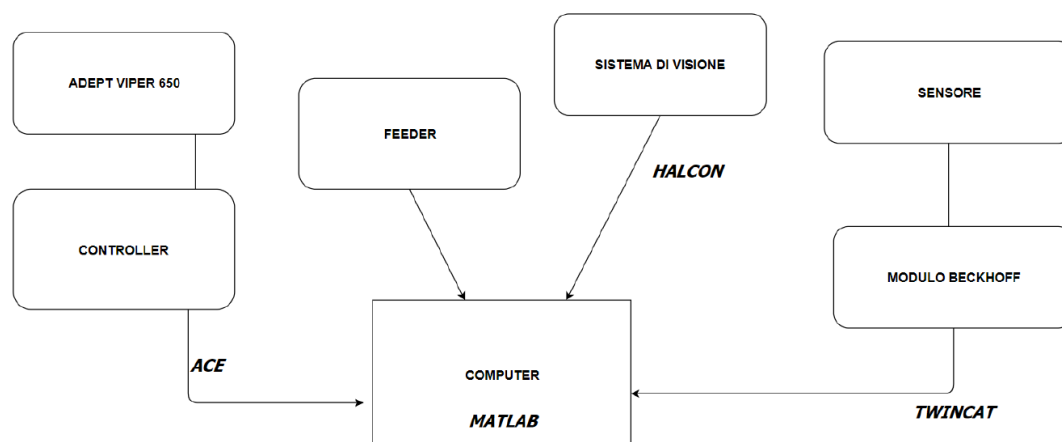 ADEPT VIPER 650
FEEDER
SISTEMA DI VISIONE
SENSORE
HALCON
CONTROLLER
MODULO BECKHOFF
ACE
COMPUTER
MATLAB
TWINCAT